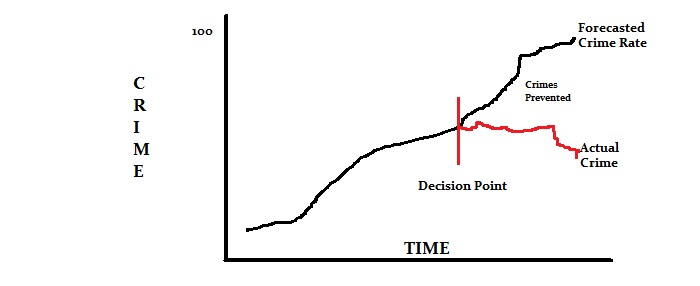 100
Forecasted
Crime Rate
C
R
I
M
E
Crimes
Prevented
Actual
Crime
Decision Point
TIME